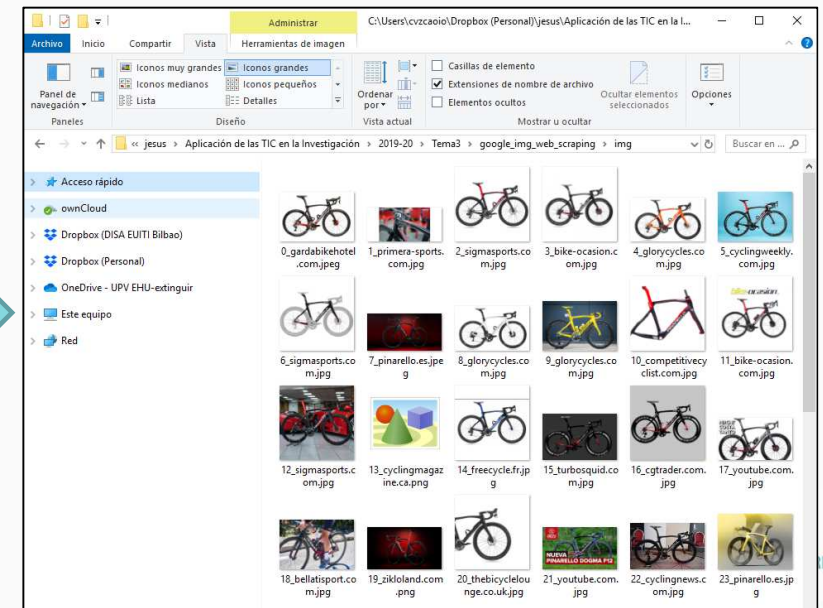 Administrar
C:\Users\cvzcaoio\Dropbox (Personal)\jesus\Aplicación de las TIC en la I...
Archivo Inicio Compartir Vista Herramientas de imagen
Panel de navegación
Iconos muy grandes Iconos grandes
Iconos medianos Iconos pequeños
Lista Detalles
Ordenar por
Casillas de elemento
Extensiones de nombre de archivo
Elementos ocultos
Ocultar elementos seleccionados
Opciones
Paneles Diseño Vista actual Mostrar u ocultar
« jesus › Aplicación de las TIC en la Investigación › 2019-20 › Tema3 › google_img_web_scraping › img
Buscar en ...
Acceso rápido
ownCloud
Dropbox (DISA EUITI Bilbao)
Dropbox (Personal)
OneDrive - UPV EHU-extinguir
Este equipo
Red
0_gardabikehotel.com.jpeg
1_primera-sports.com.jpg
2_sigmasports.com.jpg
3_bike-ocasion.com.jpg
4_glorycycles.com.jpg
5_cyclingweekly.com.jpg
bike-ocasion.
6_sigmasports.com.jpg
7_pinarello.es.jpeg
8_glorycycles.com.jpg
9_glorycycles.com.jpg
10_competitivecyclist.com.jpg
11_bike-ocasion.com.jpg
12_sigmasports.com.jpg
13_cyclingmagazine.ca.png
14_freecycle.fr.jpg
15_turbosquid.com.jpg
16_cgtrader.com.jpg
17_youtube.com.jpg
NUEVA
PINARELLO DOGMA F12
18_bellatisport.com.jpg
19_zikloland.com.png
20_thebicyclelounge.co.uk.jpg
21_youtube.com.jpg
22_cyclingnews.com.jpg
23_pinarello.es.jpg